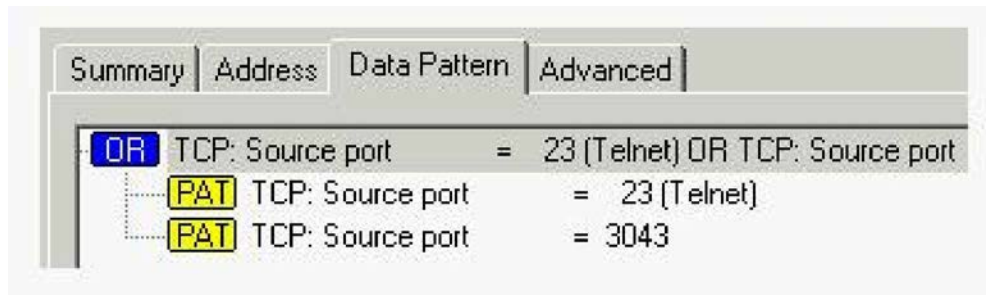 Summary Address Data Pattern Advanced
OR TCP: Source port = 23 (Telnet) OR TCP: Source port
PAT TCP: Source port = 23 (Telnet)
PAT TCP: Source port = 3043